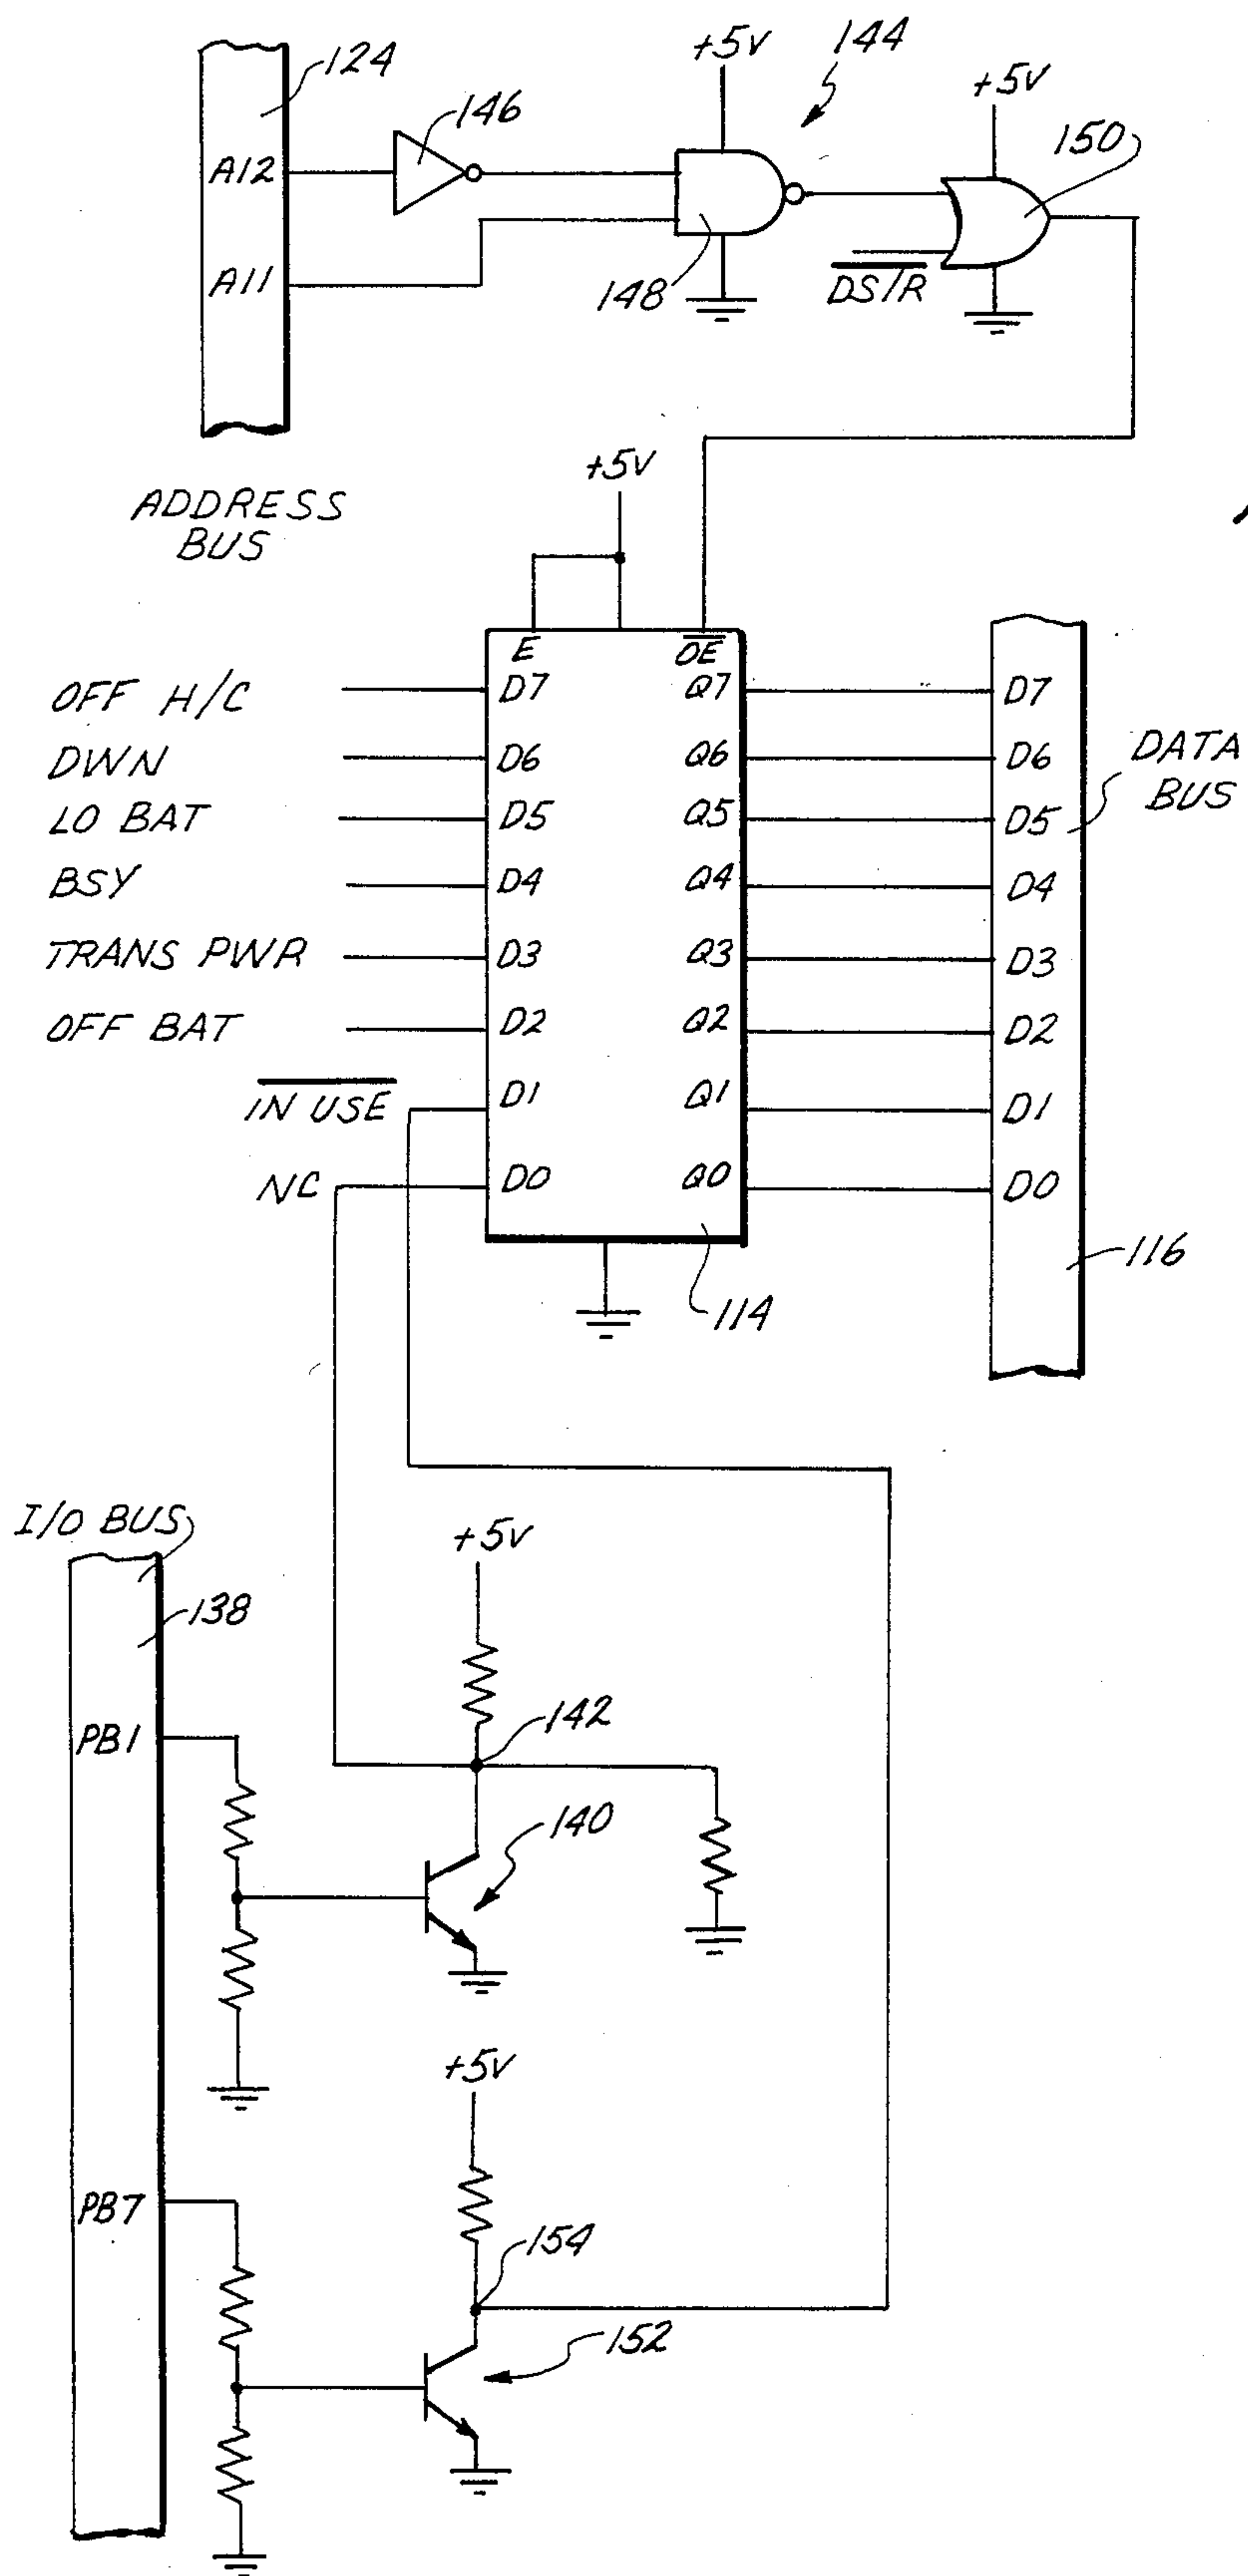 124
+5V
144
146
+5V
150
A12
A11
148
DS/R
+5V
ADDRESS
BUS
E
OE
OFF H/C
D7
Q7
D7
DWN
D6
Q6
D6
DATA
BUS
LO BAT
D5
Q5
D5
BSY
D4
Q4
D4
TRANS PWR
D3
Q3
D3
OFF BAT
D2
Q2
D2
IN USE
D1
Q1
D1
NC
D0
Q0
D0
116
114
I/O BUS
+5V
138
142
PB1
140
+5V
PB7
154
152